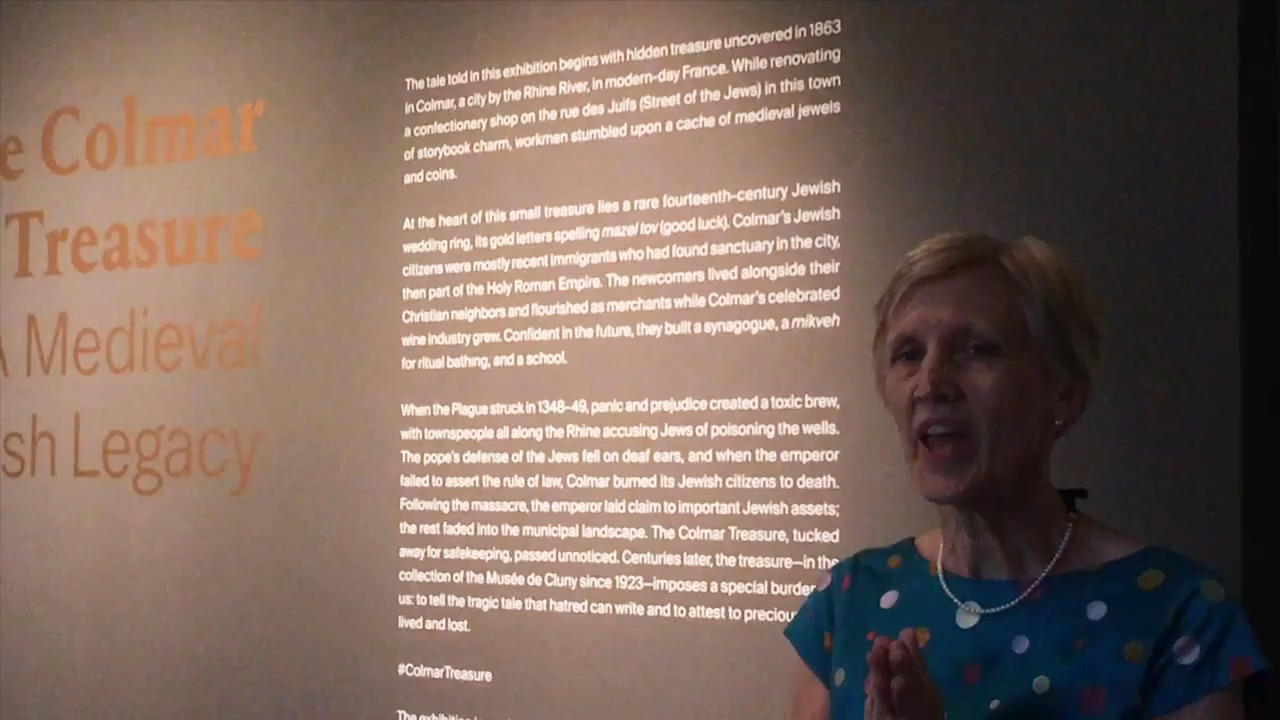 e Colmar
Treasure
A Medieval
sh Legacy
The tale told in this exhibition begins with hidden treasure uncovered in 1863
in Colmar, a city by the Rhine River, in modern-day France. While renovating
a confectionery shop on the rue des Juifs (Street of the Jews) in this town
of storybook charm, workmen stumbled upon a cache of medieval jewels
and coins.
At the heart of this small treasure lies a rare fourteenth-century Jewish
wedding ring, its gold letters spelling mazel tov (good luck). Colmar's Jewish
citizens were mostly recent immigrants who had found sanctuary in the city,
then part of the Holy Roman Empire. The newcomers lived alongside their
Christian neighbors and flourished as merchants while Colmar's celebrated
wine industry grew. Confident in the future, they built a synagogue, a mikveh
for ritual bathing, and a school.
When the Plague struck in 1348–49, panic and prejudice created a toxic brew,
with townspeople all along the Rhine accusing Jews of poisoning the wells.
The pope's defense of the Jews fell on deaf ears, and when the emperor
failed to assert the rule of law, Colmar burned its Jewish citizens to death.
Following the massacre, the emperor laid claim to important Jewish assets;
the rest faded into the municipal landscape. The Colmar Treasure, tucked
away for safekeeping, passed unnoticed. Centuries later, the treasure—in the
collection of the Musée de Cluny since 1923—imposes a special burde
us: to tell the tragic tale that hatred can write and to attest to preciou
lived and lost.
#ColmarTreasure
The exhibition